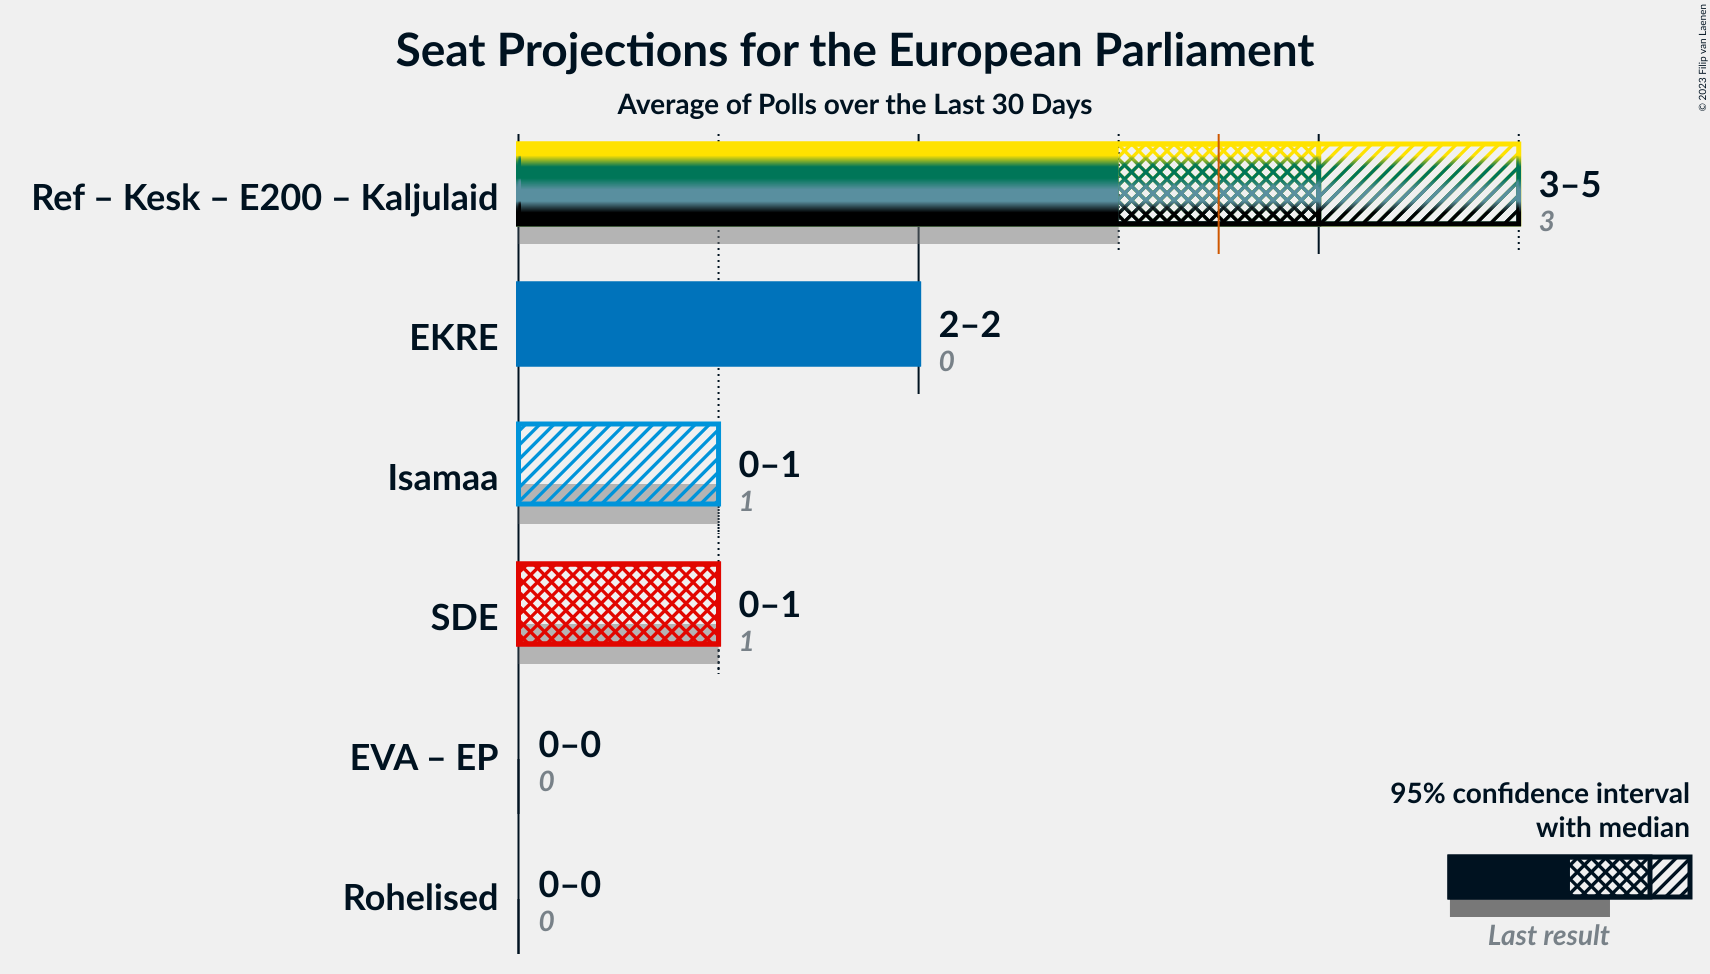 Seat Projections for the European Parliament
Average of Polls over the Last 30 Days
© 2023 Filip van Laenen
Ref – Kesk – E200 – Kaljulaid
3–5
3
EKRE
2–2
0
Isamaa
0–1
1
SDE
0–1
1
EVA – EP
0–0
0
Rohelised
0–0
0
95% confidence interval
with median
Last result